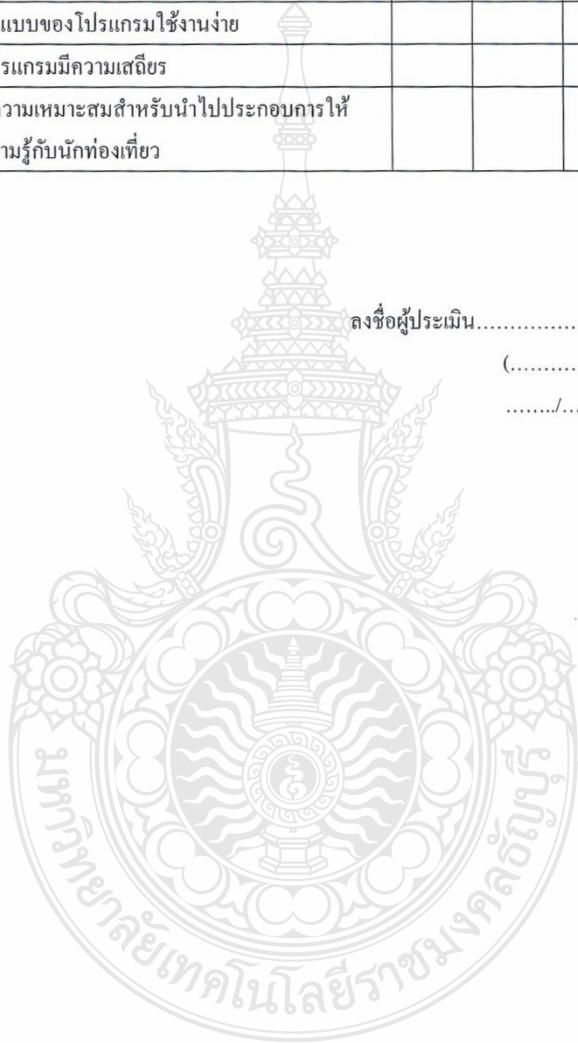 แบบของโปรแกรมใช้งานง่าย
รแกรมมีความเสถียร
วามเหมาะสมสำหรับนำไปประกอบการให้
ามรู้กับนักท่องเที่ยว
ลงชื่อผู้ประเมิน................
(..........
......../...
มหาวิทยาลัยเทคโนโลยีราชมงคลธัญบุรี